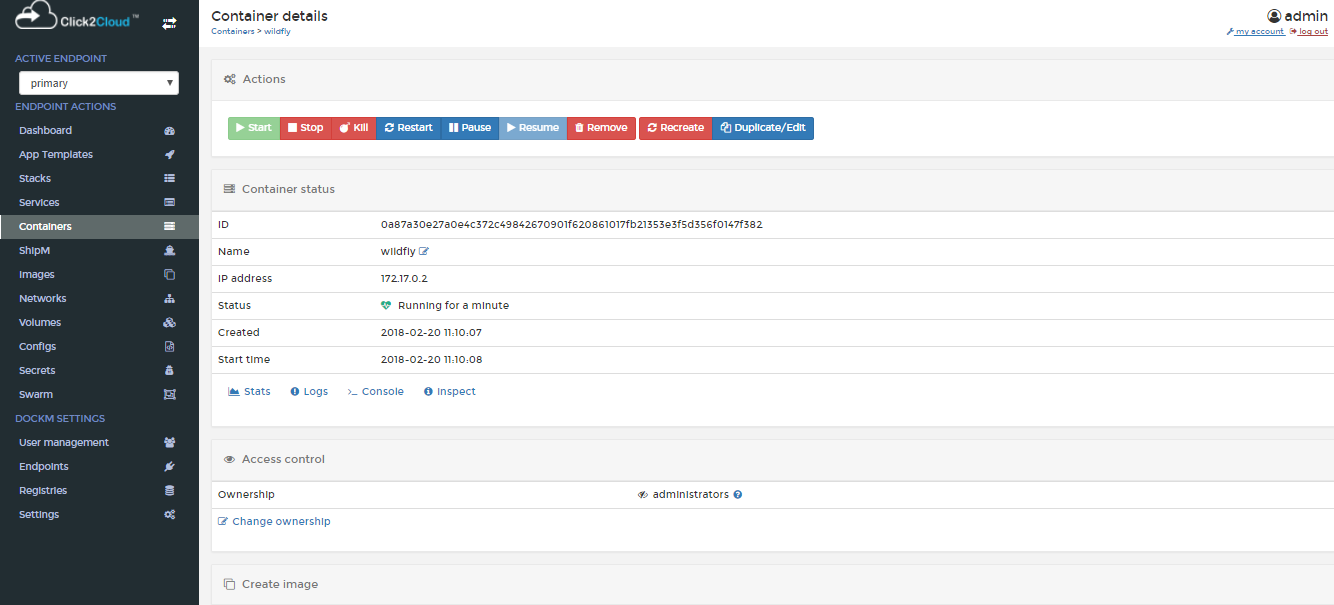 Click2Cloud™
ACTIVE ENDPOINT
primary
ENDPOINT ACTIONS
Dashboard
App Templates
Stacks
Services
Containers
ShipM
Images
Networks
Volumes
Configs
Secrets
Swarm
DOCKM SETTINGS
User management
Endpoints
Registries
Settings
Container details
Containers > wildfly
admin
my account log out
Actions
Start Stop Kill Restart Pause Resume Remove Recreate Duplicate/Edit
Container status
ID 0a87a30e27a0e4c372c49842670901f620861017fb21353e3f5d356f0147f382
Name wildfly
IP address 172.17.0.2
Status Running for a minute
Created 2018-02-20 11:10:07
Start time 2018-02-20 11:10:08
Stats Logs >_ Console Inspect
Access control
Ownership administrators
Change ownership
Create image